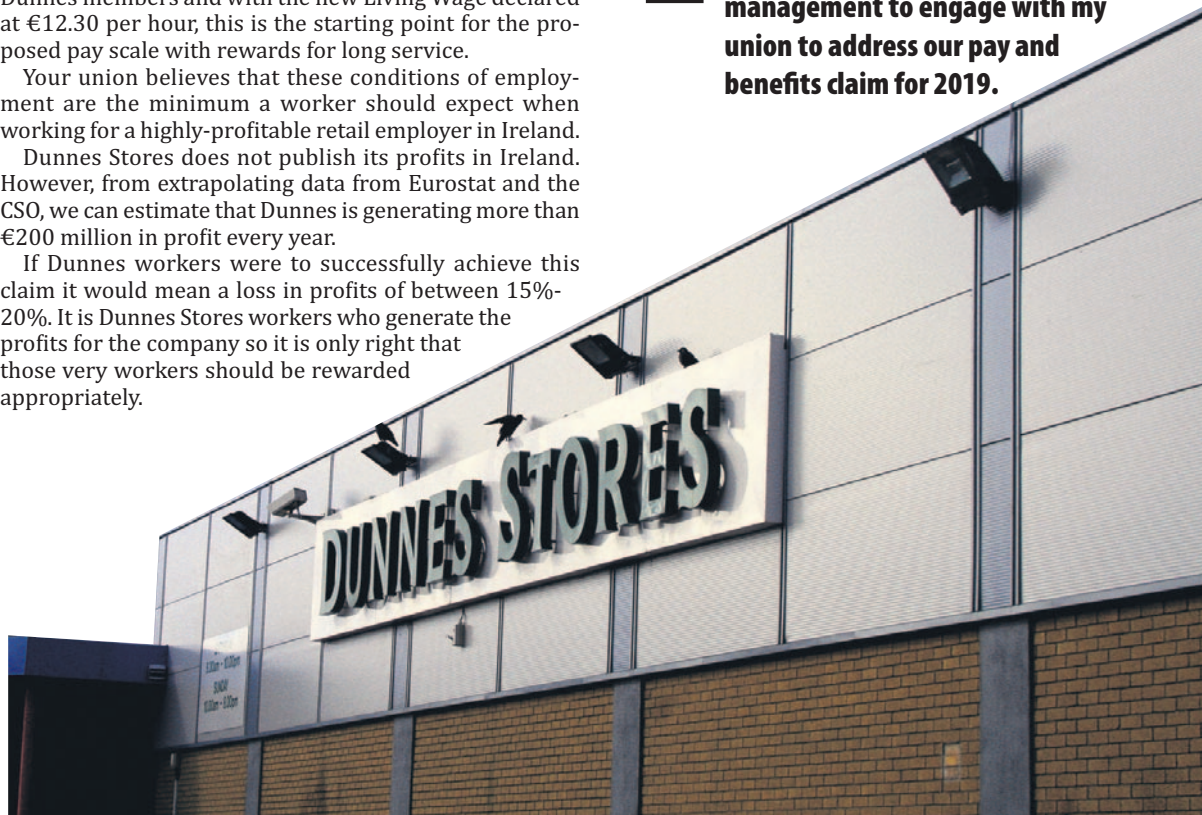 Dunnes members and with the new Living Wage declared
at €12.30 per hour, this is the starting point for the pro-
posed pay scale with rewards for long service.
Your union believes that these conditions of employ-
ment are the minimum a worker should expect when
working for a highly-profitable retail employer in Ireland.
Dunnes Stores does not publish its profits in Ireland.
However, from extrapolating data from Eurostat and the
CSO, we can estimate that Dunnes is generating more than
€200 million in profit every year.
If Dunnes workers were to successfully achieve this
claim it would mean a loss in profits of between 15%-
20%. It is Dunnes Stores workers who generate the
profits for the company so it is only right that
those very workers should be rewarded
appropriately.
management to engage with my
union to address our pay and
benefits claim for 2019.
DUNNES STORES
SUNDAY